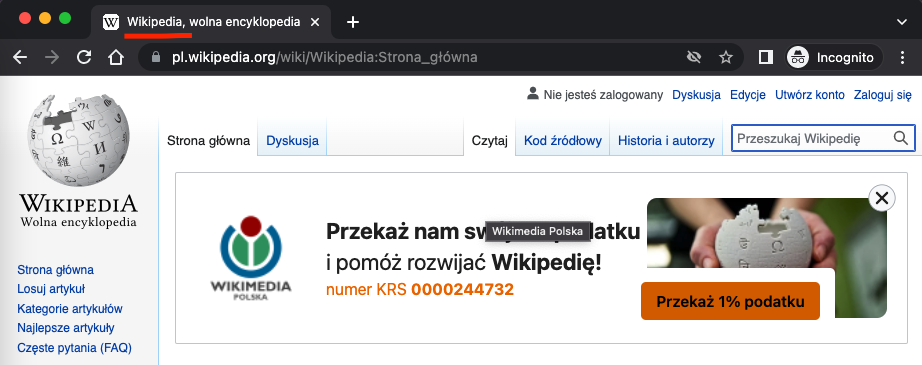 Wikipedia, wolna encyklopedia
pl.wikipedia.org/wiki/Wikipedia:Strona_główna
Incognito
Nie jesteś zalogowany Dyskusja Edycje Utwórz konto Zaloguj się
Strona główna Dyskusja Czytaj Kod źródłowy Historia i autorzy Przeszukaj Wikipedię
WIKIPEDIA
Wolna encyklopedia
Strona główna
Losuj artykuł
Kategorie artykułów
Najlepsze artykuły
Częste pytania (FAQ)
WIKIMEDIA
POLSKA
Przekaż nam
Wikimedia Polska
i pomóż rozwijać Wikipedię!
numer KRS 0000244732
Przekaż 1% podatku